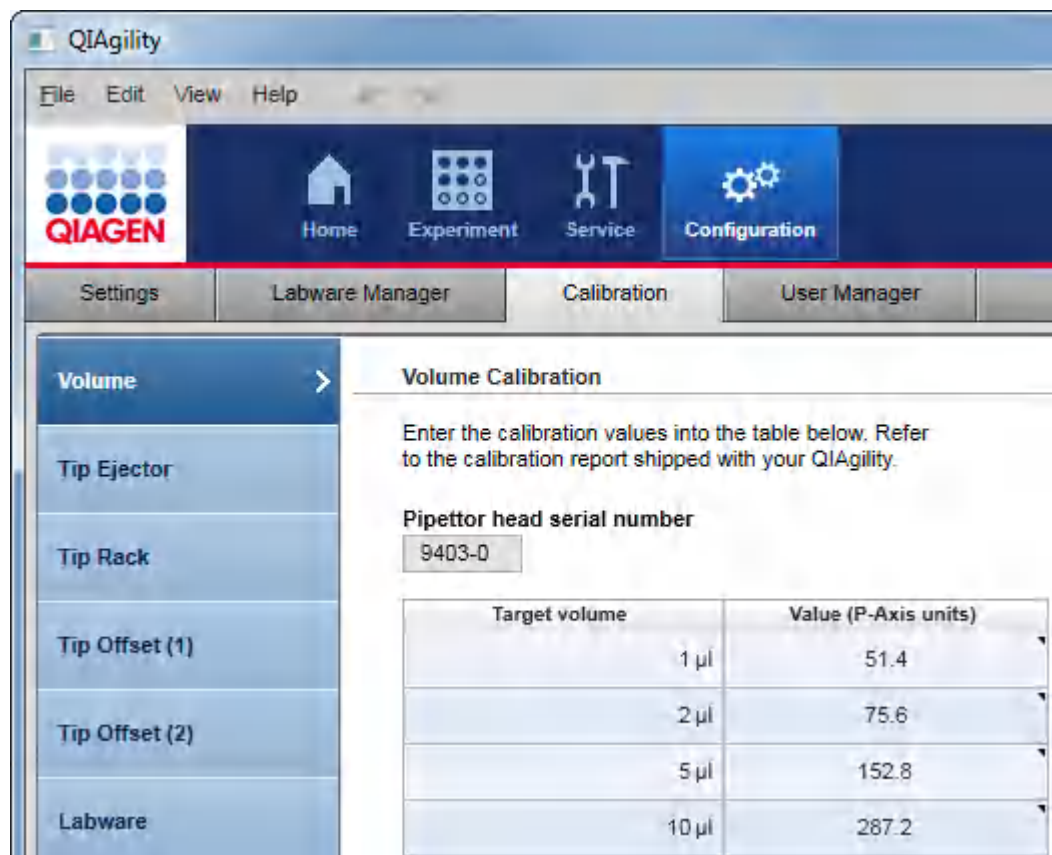 QIAgility
File Edit View Help
QIAGEN
Home Experiment Service Configuration
Settings Labware Manager Calibration User Manager
Volume
Tip Ejector
Tip Rack
Tip Offset (1)
Tip Offset (2)
Labware
Volume Calibration
Enter the calibration values into the table below. Refer
to the calibration report shipped with your QIAgility.
Pipettor head serial number
9403-0
Target volume Value (P-Axis units)
1 µl 51.4
2 µl 75.6
5 µl 152.8
10 µl 287.2